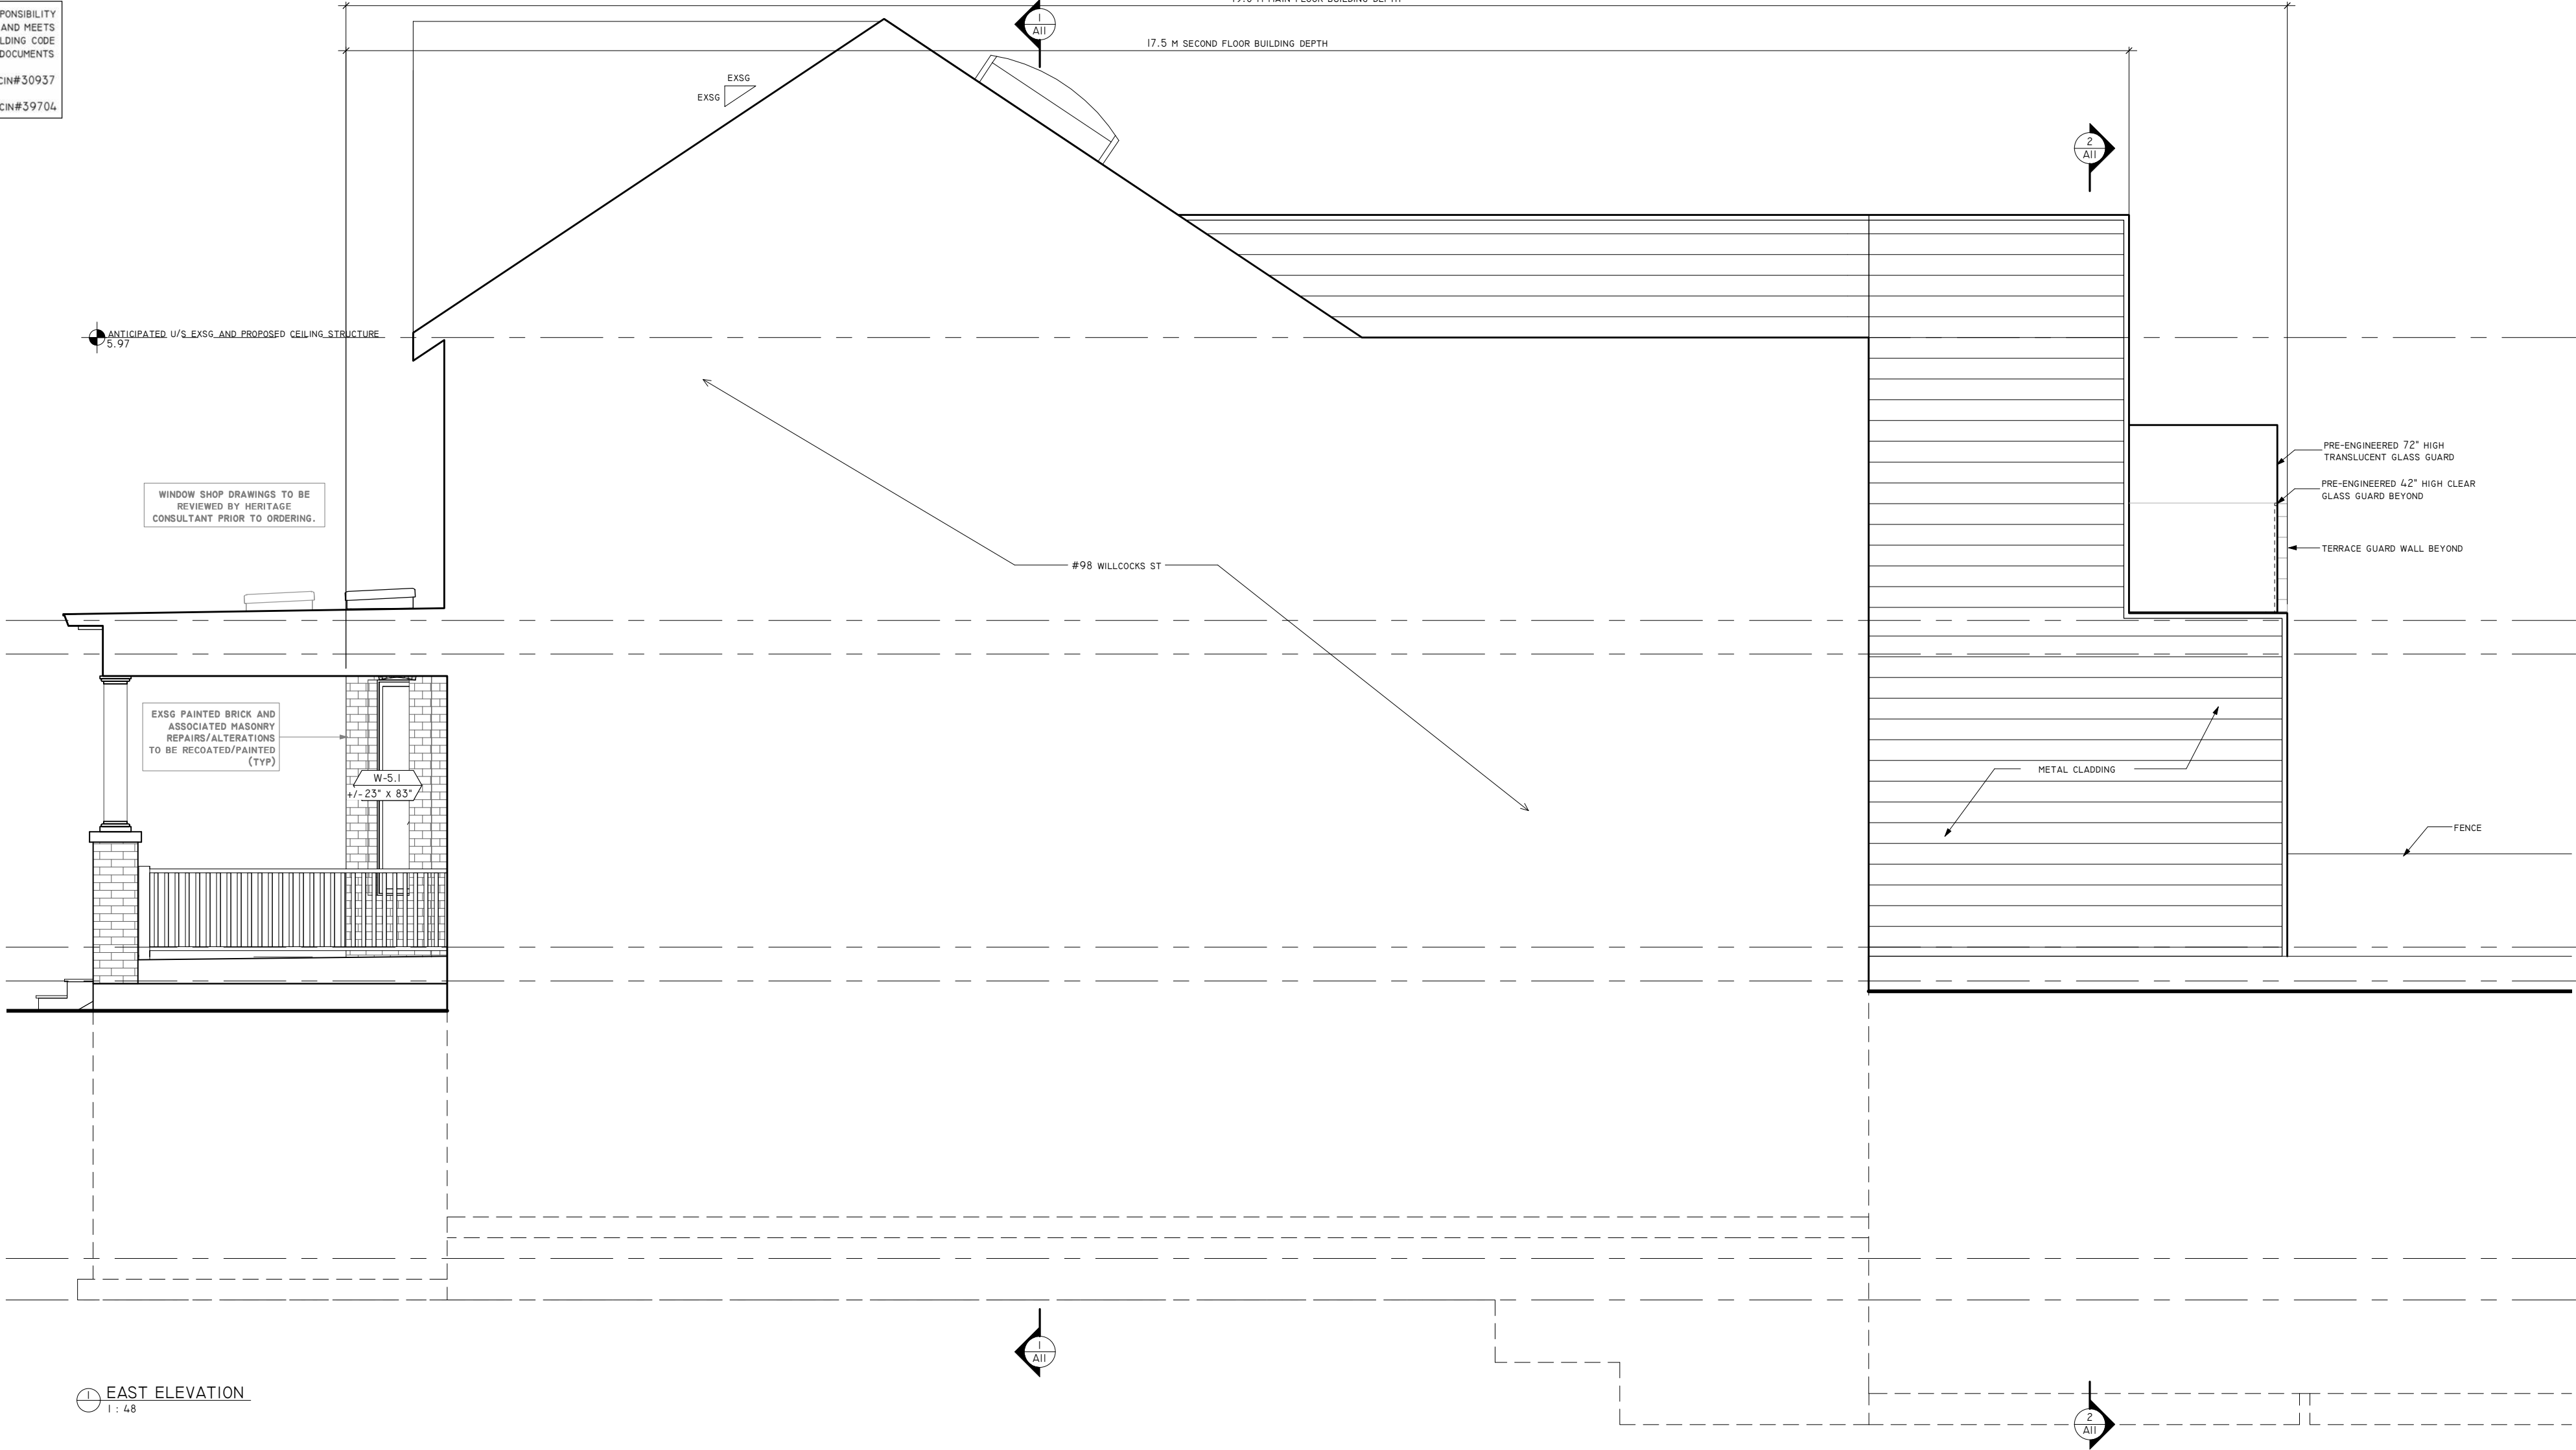 PONSIBILITY
AND MEETS
LDING CODE
DOCUMENTS
CIN#30937
CIN#39704
M MAIN FLOOR BUILDING DEPTH
1
A11
17.5 M SECOND FLOOR BUILDING DEPTH
EXSG
EXSG
2
A11
ANTICIPATED U/S EXSG AND PROPOSED CEILING STRUCTURE
5.97
PRE-ENGINEERED 72" HIGH
TRANSLUCENT GLASS GUARD
PRE-ENGINEERED 42" HIGH CLEAR
GLASS GUARD BEYOND
WINDOW SHOP DRAWINGS TO BE
REVIEWED BY HERITAGE
CONSULTANT PRIOR TO ORDERING.
TERRACE GUARD WALL BEYOND
#98 WILLCOCKS ST
EXSG PAINTED BRICK AND
ASSOCIATED MASONRY
REPAIRS/ALTERATIONS
TO BE RECOATED/PAINTED
(TYP)
W-5.1
+/-23" X 83"
METAL CLADDING
FENCE
1
A11
1 EAST ELEVATION
1 : 48
2
A11